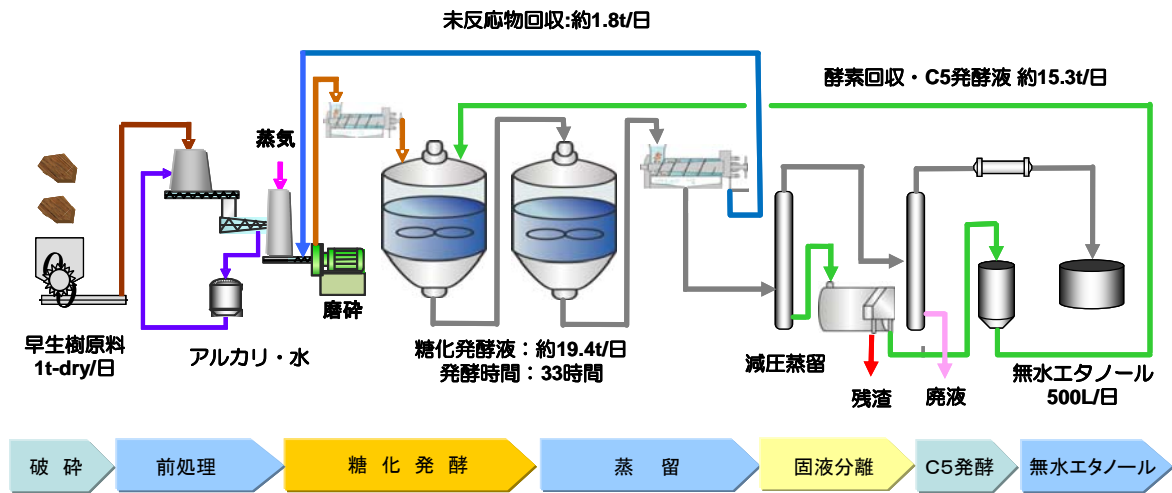 未反応物回収:約1.8t/日
酵素回収・C5発酵液 約15.3t/日
蒸気
磨砕
早生樹原料
1t-dry/日
アルカリ・水
糖化発酵液：約19.4t/日
発酵時間：33時間
減圧蒸留
残渣
廃液
無水エタノール
500L/日
破砕
前処理
糖化発酵
蒸留
固液分離
C5発酵
無水エタノール